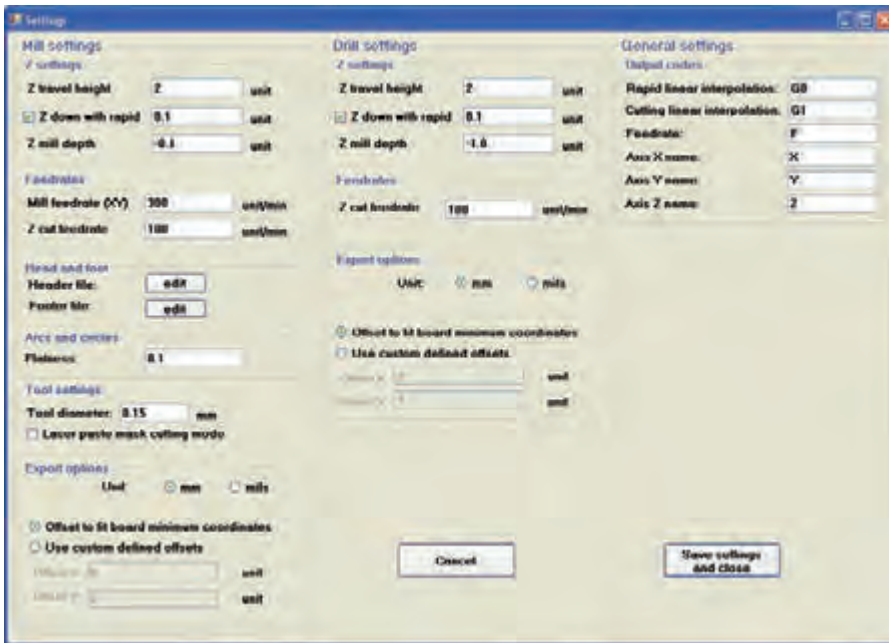 Settings
Mill settings
Z settings
Z travel height 2 unit
Z down with rapid 0.1 unit
Z mill depth unit
Feedrates
Mill feedrate (XY) 300 unit/min
Z cut feedrate 100 unit/min
Head and foot
Header file: edit
Footer file: edit
Arcs and circles
Flatness: 0.1
Tool settings
Tool diameter: 0.15 mm
Laser paste mask cutting mode
Export options
Unit: mm mils
Offset to fit board minimum coordinates
Use custom defined offsets
unit
unit
Drill settings
Z settings
Z travel height 2 unit
Z down with rapid 0.1 unit
Z mill depth -1.8 unit
Feedrates
Z cut feedrate 100 unit/min
Export options
Unit: mm mils
Offset to fit board minimum coordinates
Use custom defined offsets
unit
unit
Cancel
General settings
Output codes
Rapid linear interpolation: G0
Cutting linear interpolation: G1
Feedrate: F
Axis X name: X
Axis Y name: Y
Axis Z name: Z
Save settings
and close